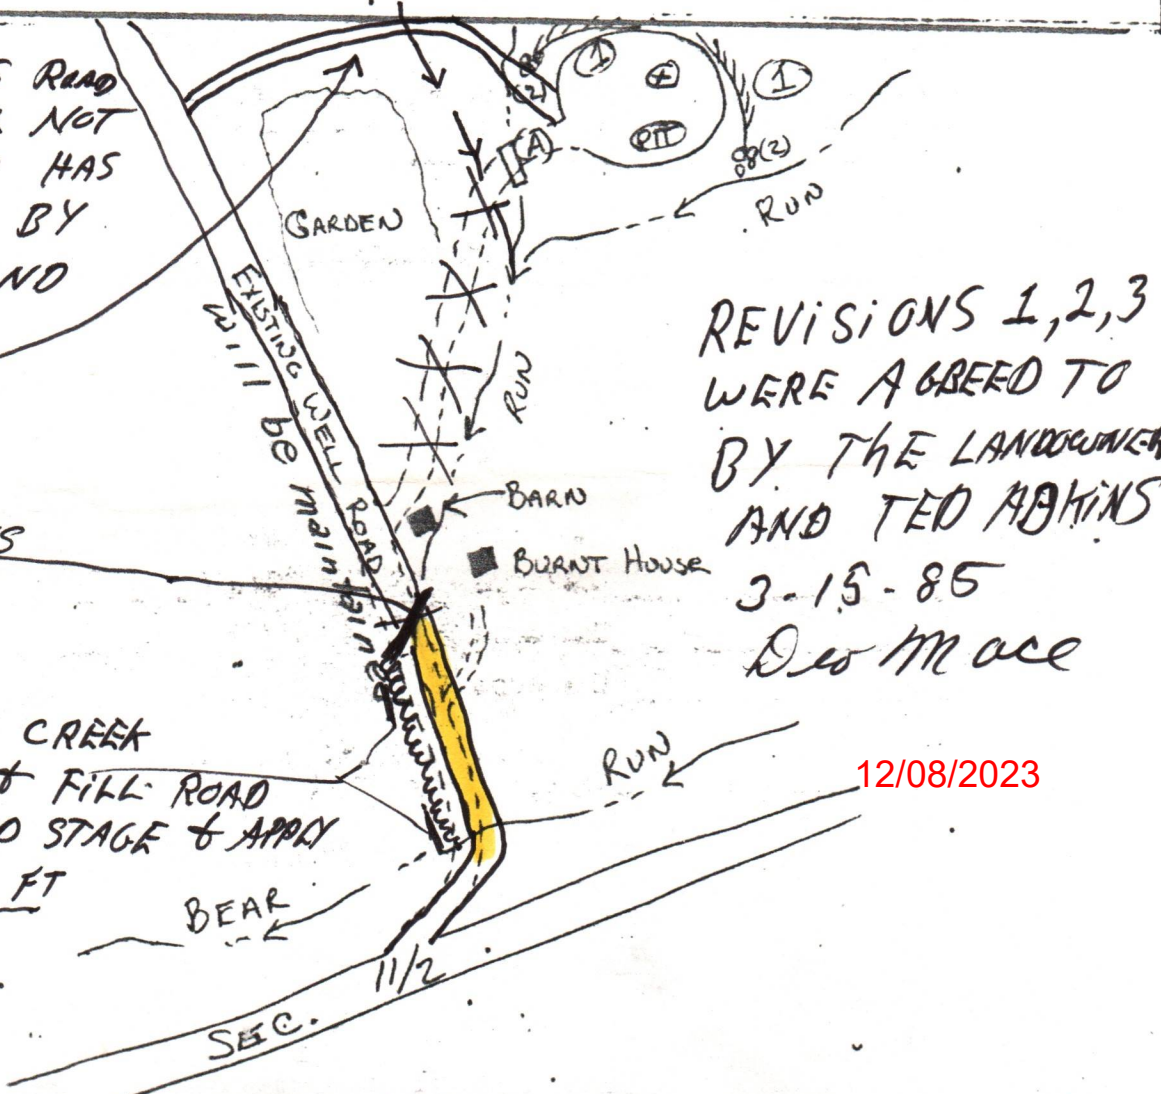 ROAD
NOT
HAS
BY
(1)
(2)
+
PIT
(1)
(A)
(2)
RUN
GARDEN
EXISTING WELL ROAD
will be maintained
RUN
REVISIONS 1,2,3
WERE AGREED TO
BY THE LANDOWNER
AND TED ADKINS
3-15-85
BARN
BURNT HOUSE
S
CREEK
& FILL ROAD
STAGE & APPLY
FT
RUN
12/08/2023
BEAR
11/2
SEC.